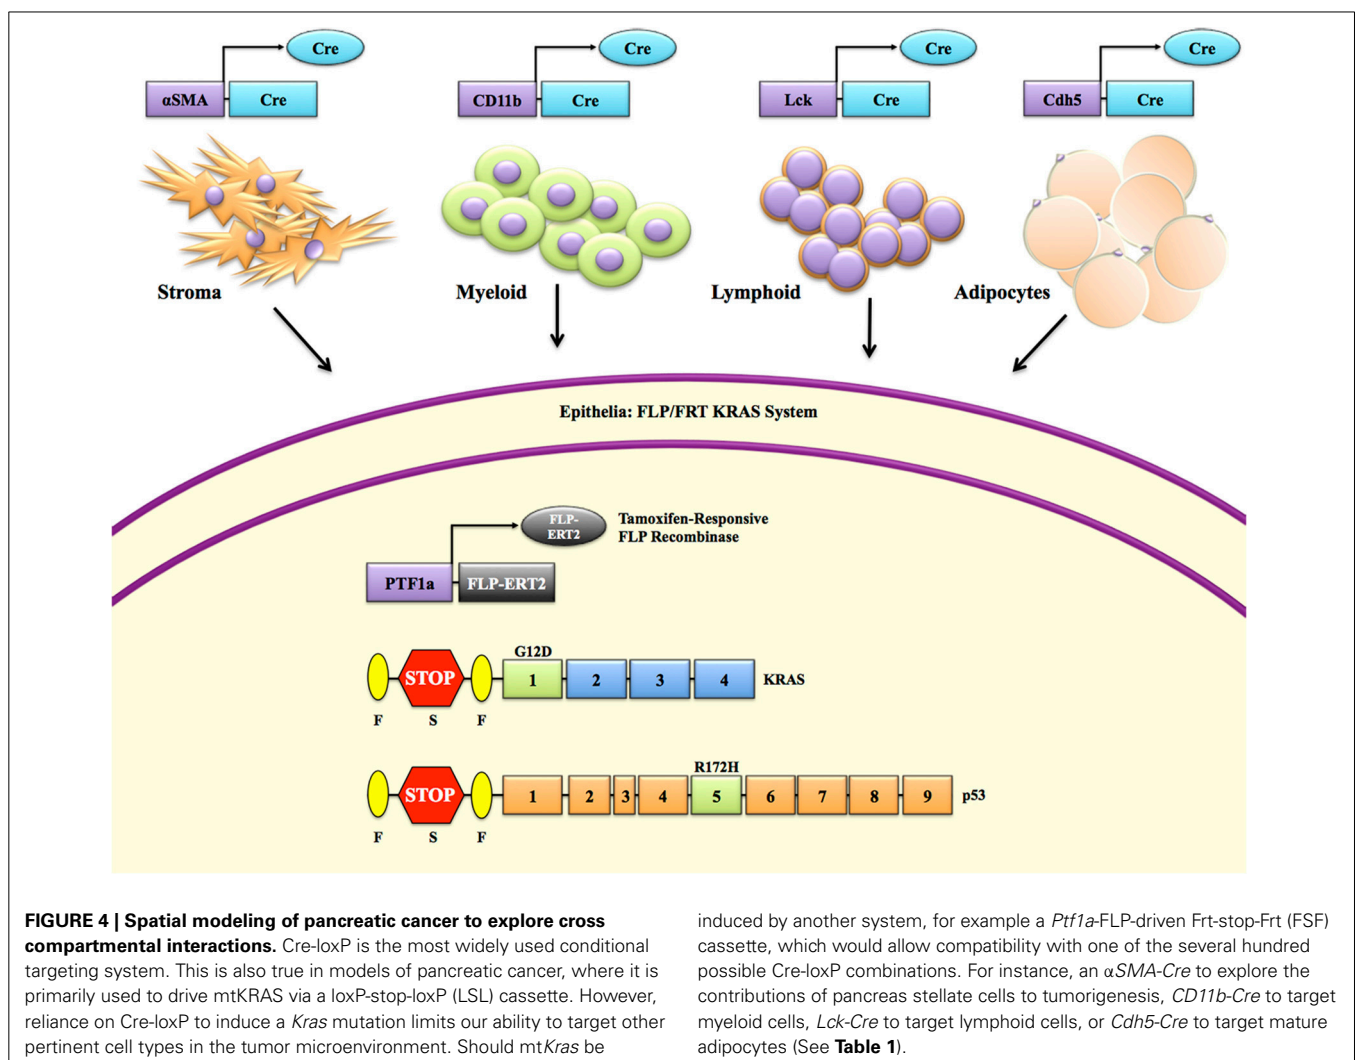 Cre
Cre
Cre
Cre
αSMA Cre
CD11b Cre
Lck Cre
Cdh5 Cre
Stroma
Myeloid
Lymphoid
Adipocytes
Epithelia: FLP/FRT KRAS System
FLP-
ERT2
Tamoxifen-Responsive
FLP Recombinase
PTF1a FLP-ERT2
G12D
STOP 1 2 3 4 KRAS
F S F
R172H
STOP 1 2 3 4 5 6 7 8 9 p53
F S F
FIGURE 4 | Spatial modeling of pancreatic cancer to explore cross
compartmental interactions. Cre-loxP is the most widely used conditional
targeting system. This is also true in models of pancreatic cancer, where it is
primarily used to drive mtKRAS via a loxP-stop-loxP (LSL) cassette. However,
reliance on Cre-loxP to induce a Kras mutation limits our ability to target other
pertinent cell types in the tumor microenvironment. Should mtKras be
induced by another system, for example a Ptf1a-FLP-driven Frt-stop-Frt (FSF)
cassette, which would allow compatibility with one of the several hundred
possible Cre-loxP combinations. For instance, an αSMA-Cre to explore the
contributions of pancreas stellate cells to tumorigenesis, CD11b-Cre to target
myeloid cells, Lck-Cre to target lymphoid cells, or Cdh5-Cre to target mature
adipocytes (See Table 1).